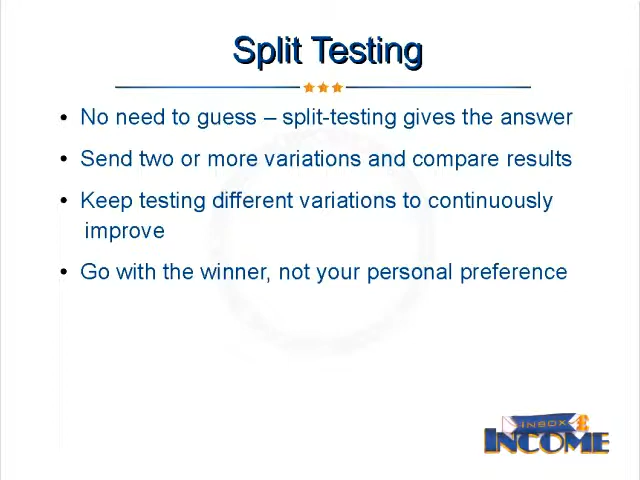 Split Testing
• No need to guess – split-testing gives the answer
• Send two or more variations and compare results
• Keep testing different variations to continuously
improve
• Go with the winner, not your personal preference
INBOX £
INCOME